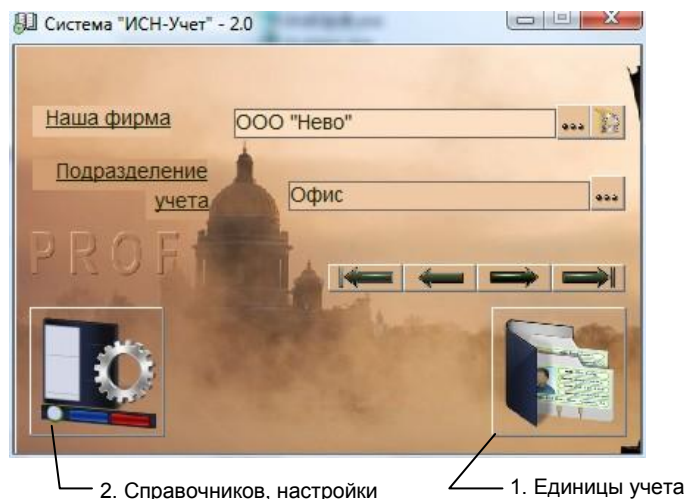 Система "ИСН-Учет" - 2.0
Наша фирма
ООО "Нево"
Подразделение
учета
Офис
PROF
2. Справочников, настройки
1. Единицы учета